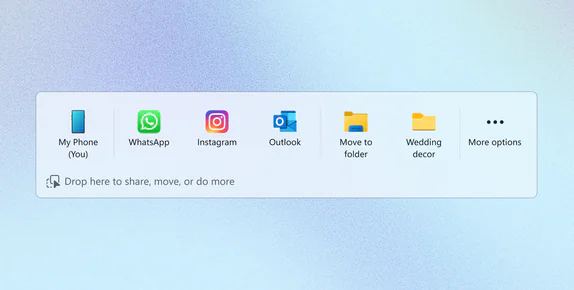 My Phone
(You)
WhatsApp
Instagram
Outlook
Move to
folder
Wedding
decor
More options
Drop here to share, move, or do more